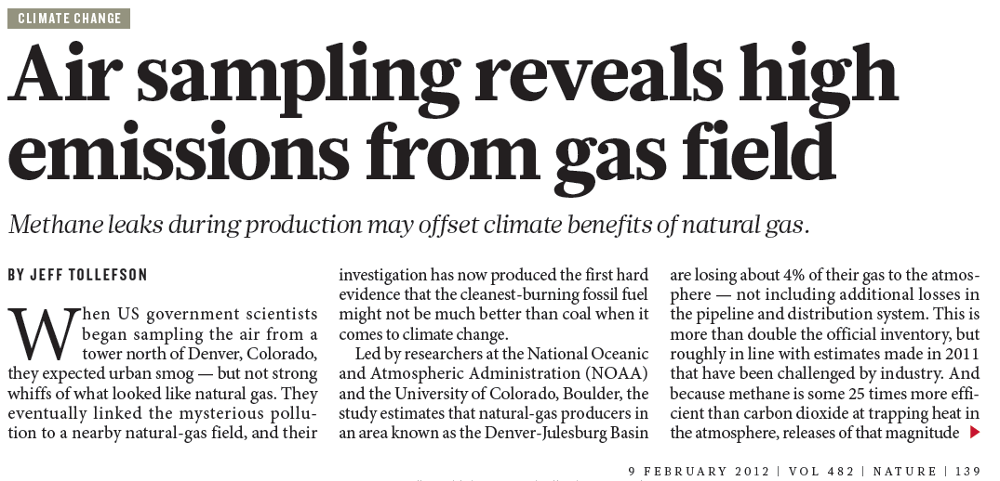 CLIMATE CHANGE
Air sampling reveals high
emissions from gas field
Methane leaks during production may offset climate benefits of natural gas.
BY JEFF TOLLEFSON
When US government scientists
began sampling the air from a
tower north of Denver, Colorado,
they expected urban smog — but not strong
whiffs of what looked like natural gas. They
eventually linked the mysterious pollu-
tion to a nearby natural-gas field, and their
investigation has now produced the first hard
evidence that the cleanest-burning fossil fuel
might not be much better than coal when it
comes to climate change.
Led by researchers at the National Oceanic
and Atmospheric Administration (NOAA)
and the University of Colorado, Boulder, the
study estimates that natural-gas producers in
an area known as the Denver-Julesburg Basin
are losing about 4% of their gas to the atmos-
phere — not including additional losses in
the pipeline and distribution system. This is
more than double the official inventory, but
roughly in line with estimates made in 2011
that have been challenged by industry. And
because methane is some 25 times more effi-
cient than carbon dioxide at trapping heat in
the atmosphere, releases of that magnitude
9 FEBRUARY 2012 | VOL 482 | NATURE | 139